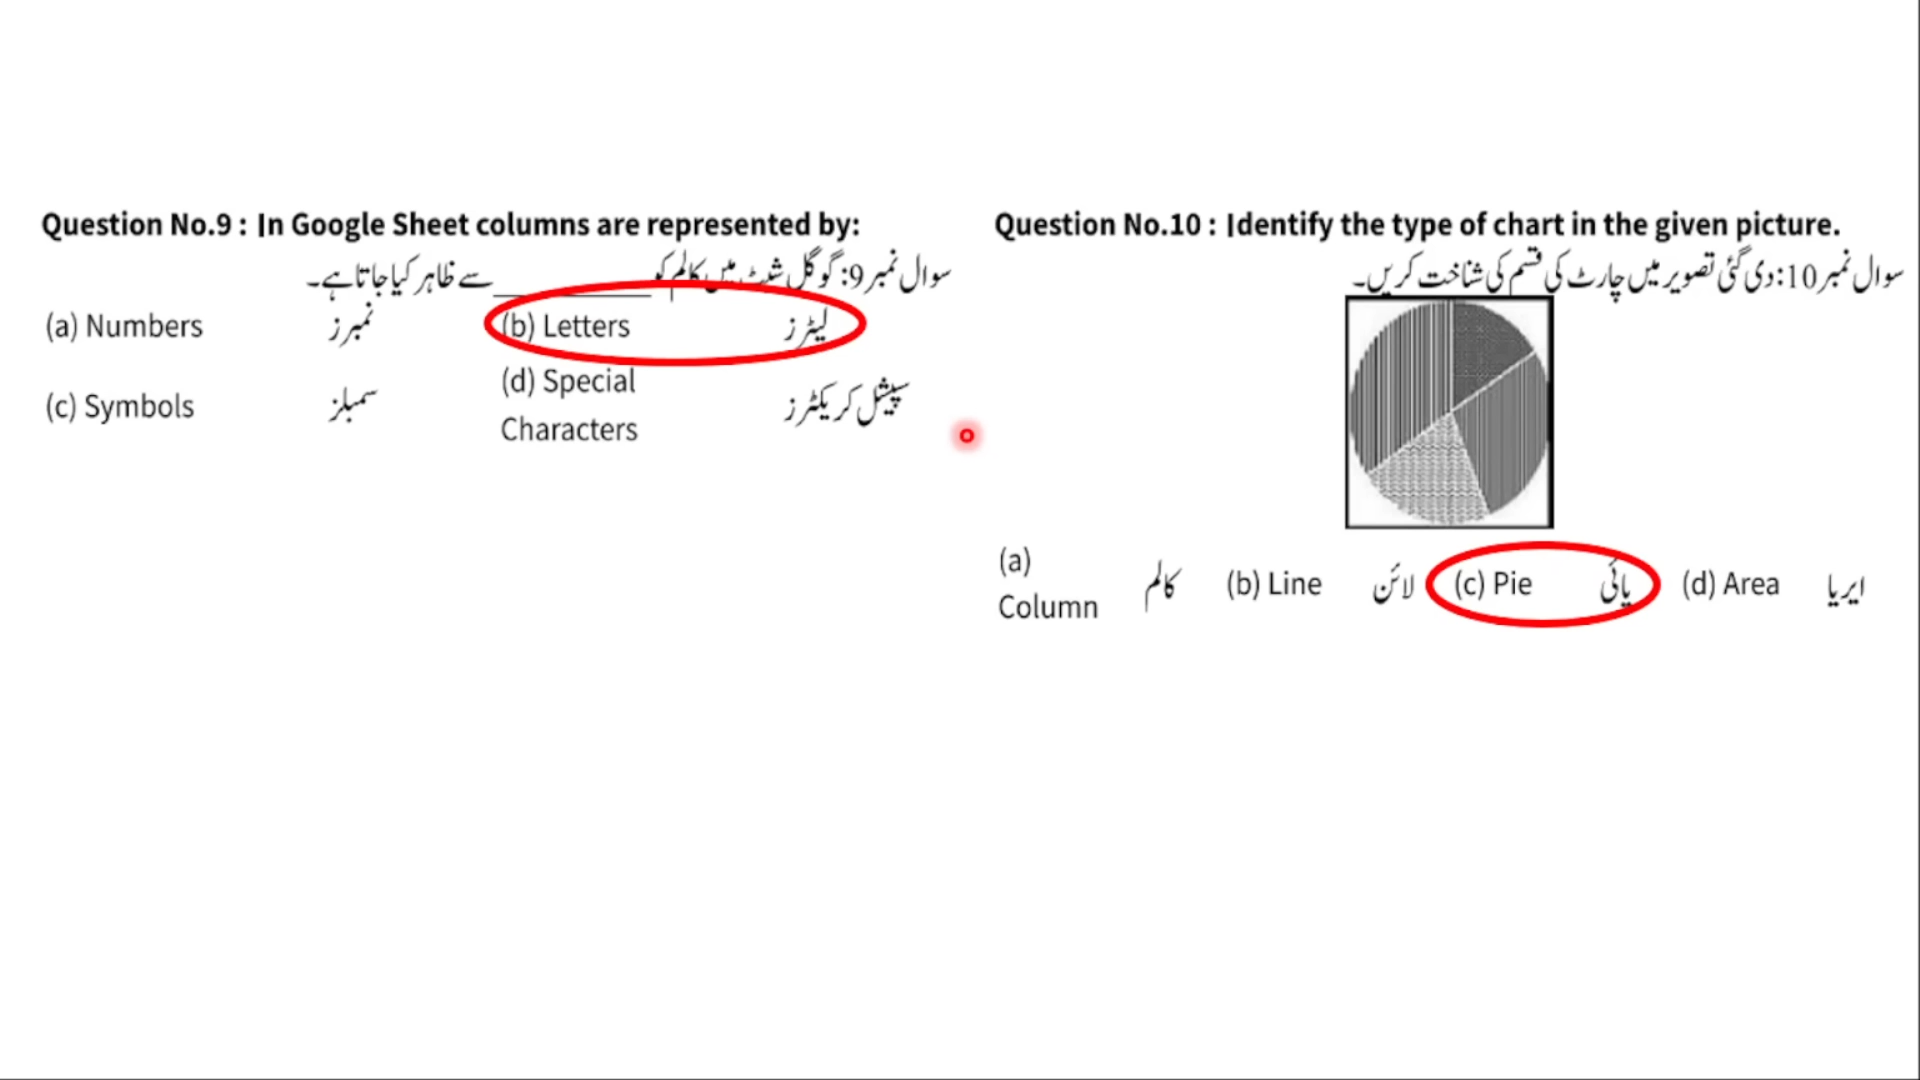 Question No.9 : In Google Sheet columns are represented by:
سوال نمبر 9: گوگل شیٹ میں کالم کو __________ سے ظاہر کیا جاتا ہے۔
(a) Numbers نمبرز (b) Letters لیٹرز
(c) Symbols سمبلز (d) Special Characters سپیشل کریکٹرز
Question No.10 : Identify the type of chart in the given picture.
سوال نمبر 10: دی گئی تصویر میں چارٹ کی قسم کی شناخت کریں۔
(a) Column کالم (b) Line لائن (c) Pie پائی (d) Area ایریا